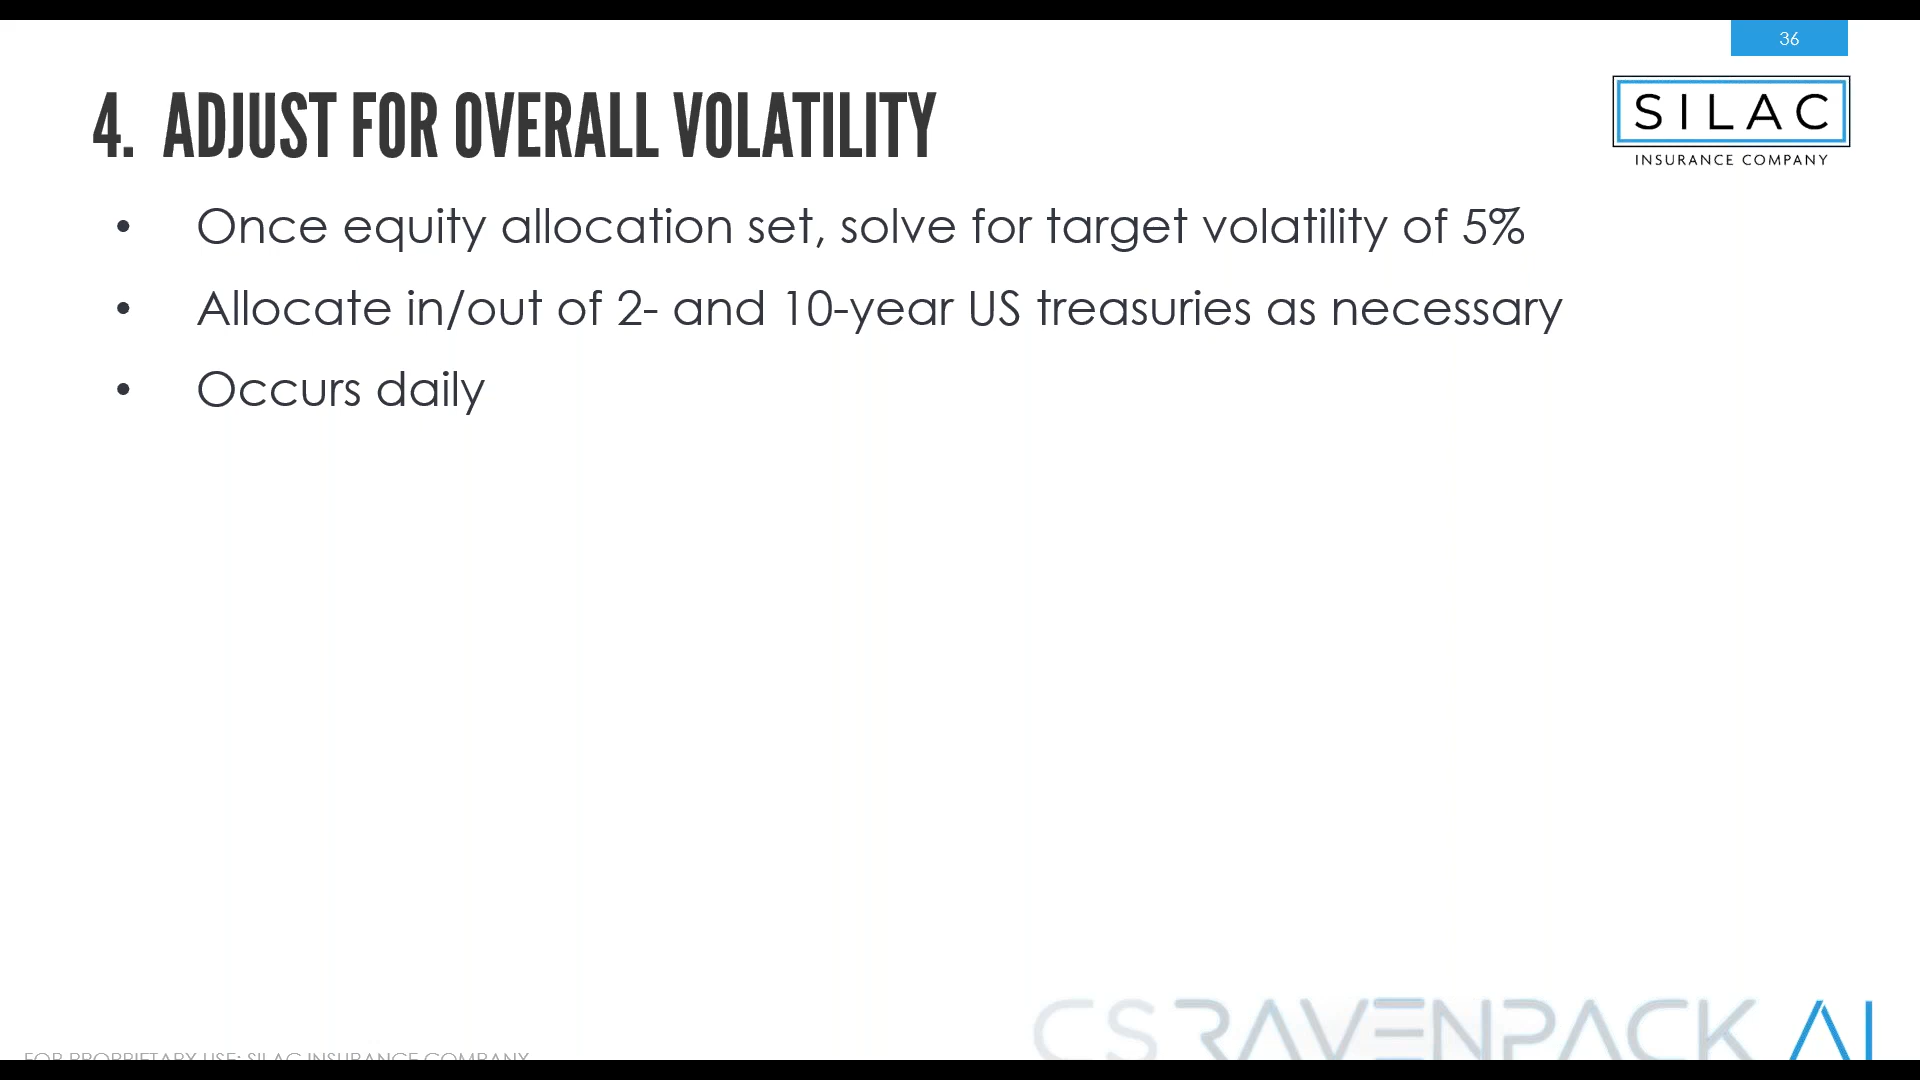 36
4. ADJUST FOR OVERALL VOLATILITY
SILAC
INSURANCE COMPANY
• Once equity allocation set, solve for target volatility of 5%
• Allocate in/out of 2- and 10-year US treasuries as necessary
• Occurs daily
CSRAVENPACK AI
FOR PROPRIETARY USE: SILAC INSURANCE COMPANY